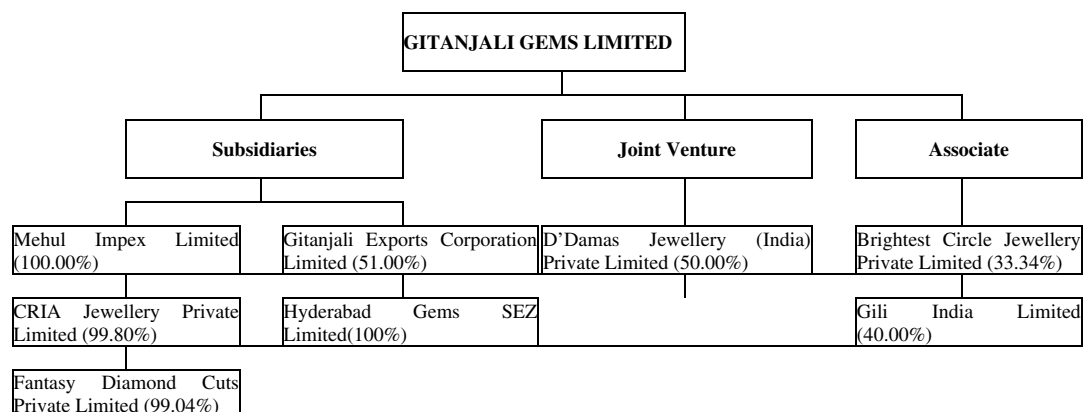 GITANJALI GEMS LIMITED
Subsidiaries
Joint Venture
Associate
Mehul Impex Limited
(100.00%)
Gitanjali Exports Corporation
Limited (51.00%)
D'Damas Jewellery (India)
Private Limited (50.00%)
Brightest Circle Jewellery
Private Limited (33.34%)
CRIA Jewellery Private
Limited (99.80%)
Hyderabad Gems SEZ
Limited(100%)
Gili India Limited
(40.00%)
Fantasy Diamond Cuts
Private Limited (99.04%)